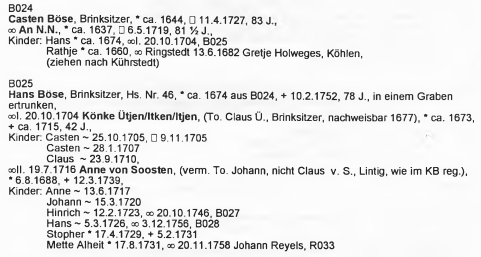 B024
Casten Böse, Brinksitzer, * ca. 1644, ▯ 11.4.1727, 83 J.,
∞ An N.N., * ca. 1637, ▯ 6.5.1719, 81 ½ J.,
Kinder: Hans * ca. 1674, ∞I. 20.10.1704, B025
Rathje * ca. 1660, ∞ Ringstedt 13.6.1682 Gretje Holweges, Köhlen,
(ziehen nach Kührstedt)
B025
Hans Böse, Brinksitzer, Hs. Nr. 46, * ca. 1674 aus B024, + 10.2.1752, 78 J., in einem Graben
ertrunken,
∞I. 20.10.1704 Könke Ütjen/Itken/Itjen, (To. Claus Ü., Brinksitzer, nachweisbar 1677), * ca. 1673,
+ ca. 1715, 42 J.,
Kinder: Casten ~ 25.10.1705, ▯ 9.11.1705
Casten ~ 28.1.1707
Claus ~ 23.9.1710,
∞II. 19.7.1716 Anne von Soosten, (verm. To. Johann, nicht Claus v. S., Lintig, wie im KB reg.),
* 6.8.1688, + 12.3.1739,
Kinder: Anne ~ 13.6.1717
Johann ~ 15.3.1720
Hinrich ~ 12.2.1723, ∞ 20.10.1746, B027
Hans ~ 5.3.1726, ∞ 3.12.1756, B028
Stopher * 17.4.1729, + 5.2.1731
Mette Alheit * 17.8.1731, ∞ 20.11.1758 Johann Reyels, R033